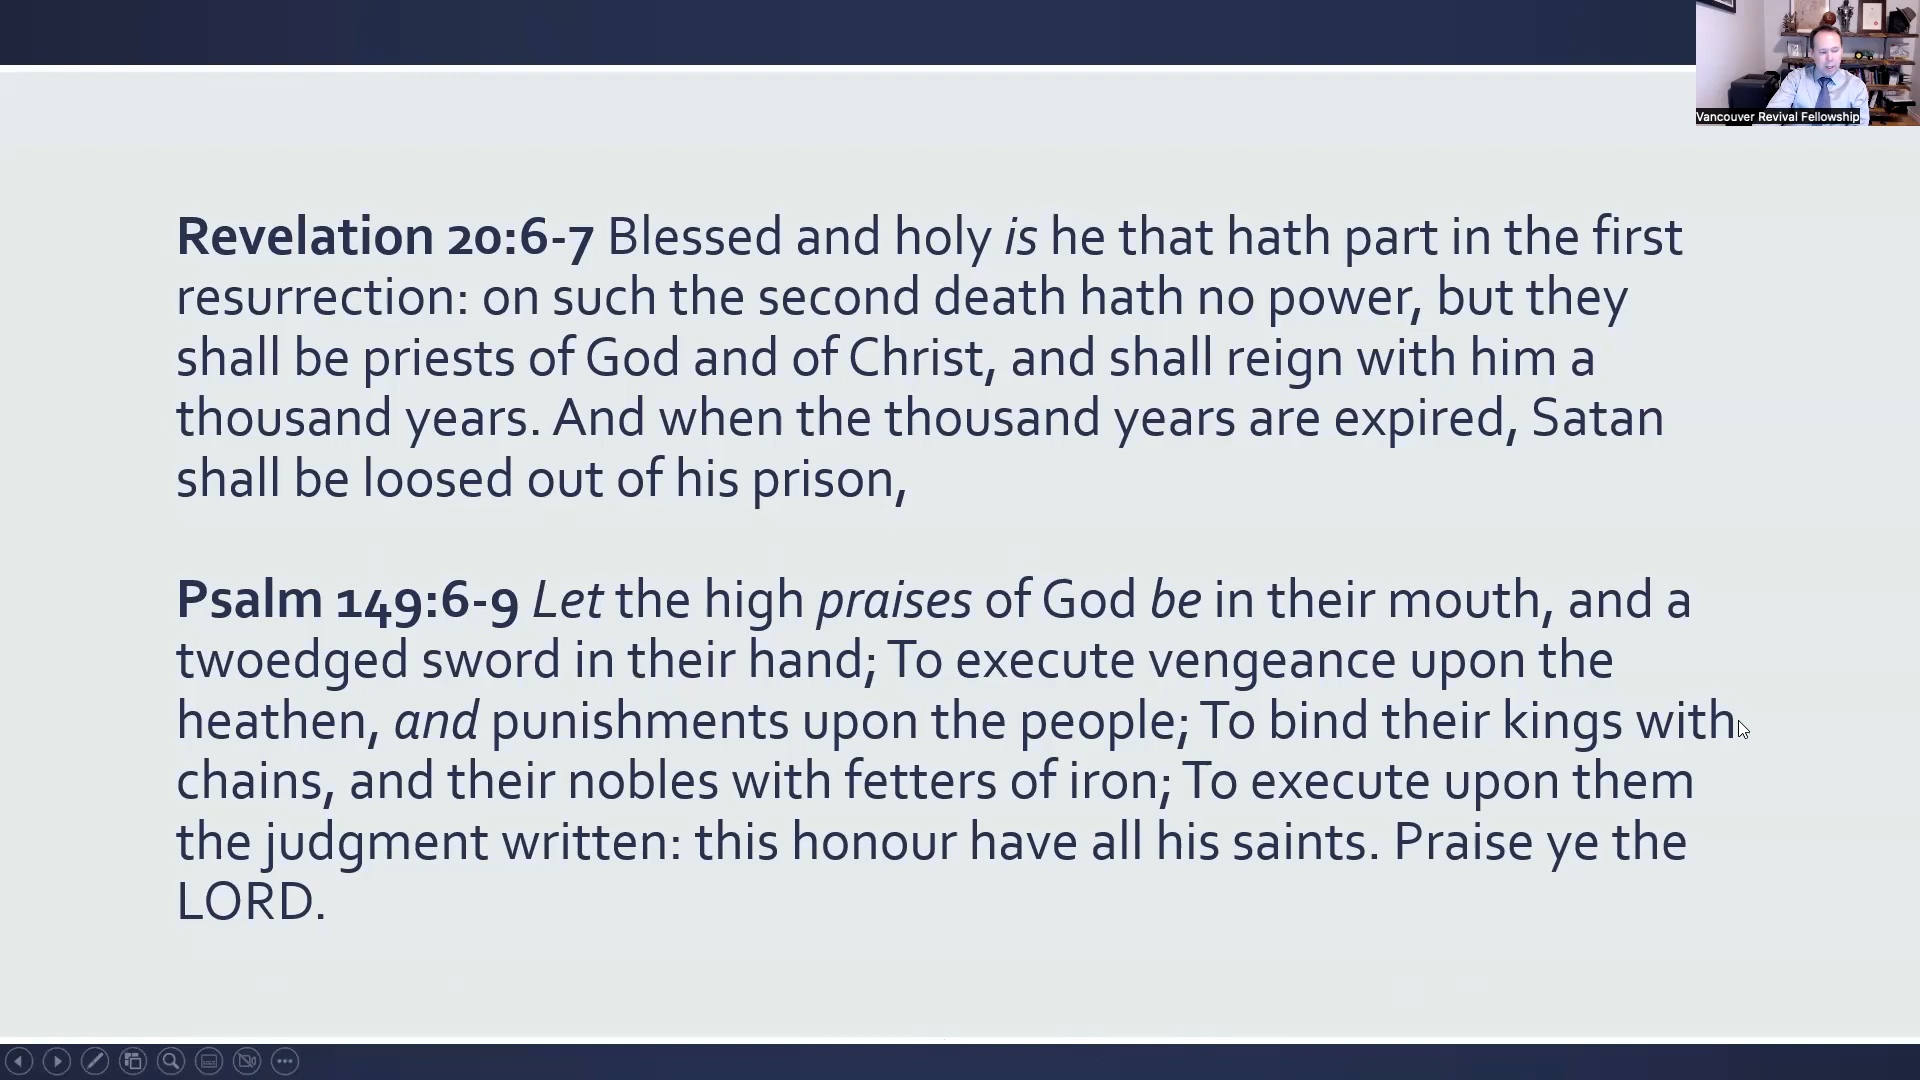 Vancouver Revival Fellowship
Revelation 20:6-7 Blessed and holy is he that hath part in the first
resurrection: on such the second death hath no power, but they
shall be priests of God and of Christ, and shall reign with him a
thousand years. And when the thousand years are expired, Satan
shall be loosed out of his prison,
Psalm 149:6-9 Let the high praises of God be in their mouth, and a
twoedged sword in their hand; To execute vengeance upon the
heathen, and punishments upon the people; To bind their kings with
chains, and their nobles with fetters of iron; To execute upon them
the judgment written: this honour have all his saints. Praise ye the
LORD.